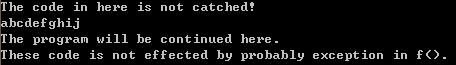 The code in here is not catched!
abcdefghij
The program will be continued here.
These code is not effected by probably exception in f().